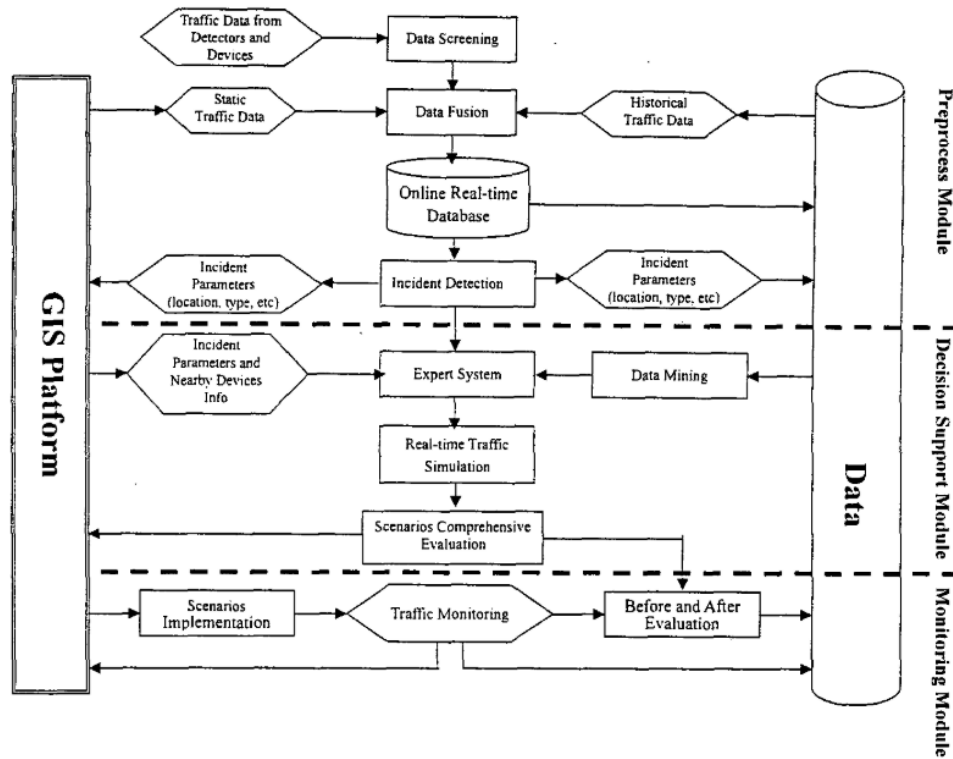 Traffic Data from
Detectors and
Devices
Data Screening
Static
Traffic Data
Data Fusion
Historical
Traffic Data
Online Real-time
Database
Incident
Parameters
(location, type, etc)
Incident Detection
Incident
Parameters
(location, type, etc)
Preprocess Module
GIS Platform
Incident
Parameters and
Nearby Devices
Info
Expert System
Data Mining
Real-time Traffic
Simulation
Scenarios Comprehensive
Evaluation
Data
Decision Support Module
Scenarios
Implementation
Traffic Monitoring
Before and After
Evaluation
Monitoring Module